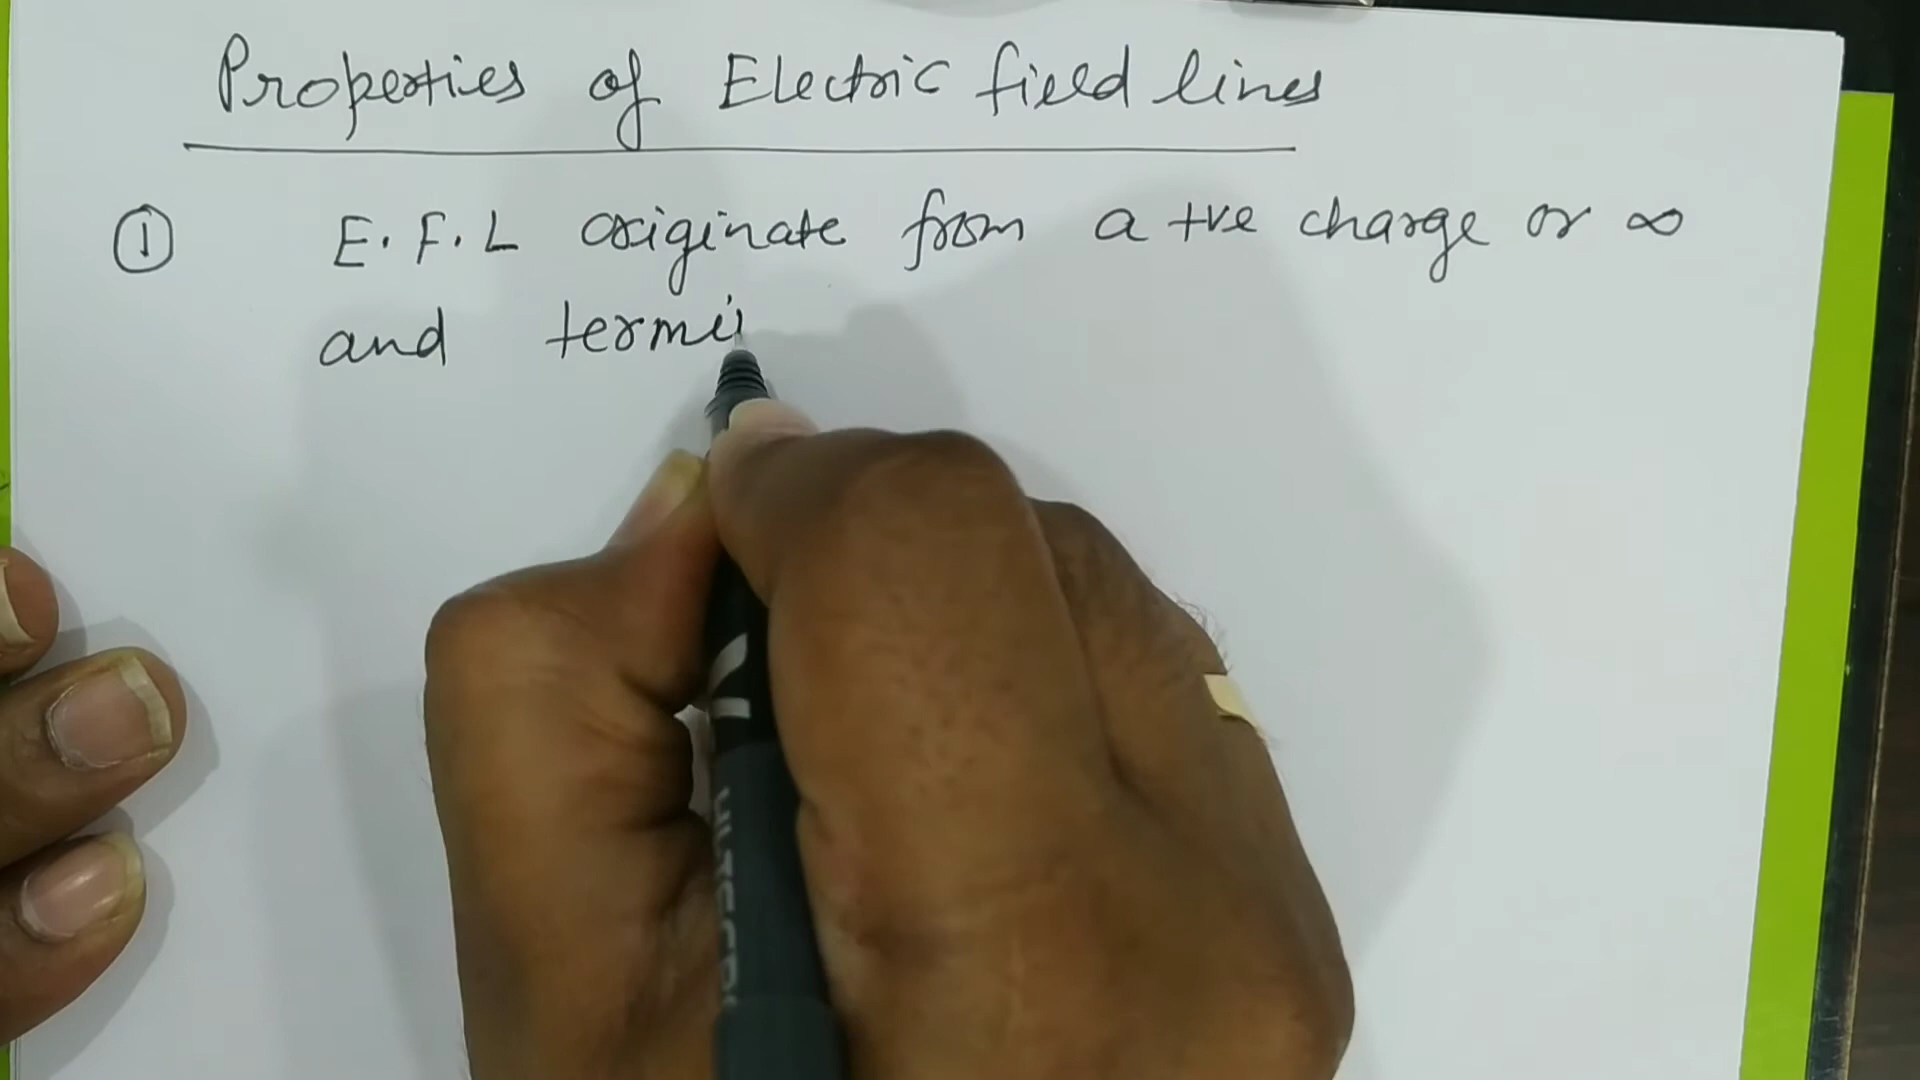 Properties of Electric field lines
① E.F.L originate from a +ve charge or ∞
and termi